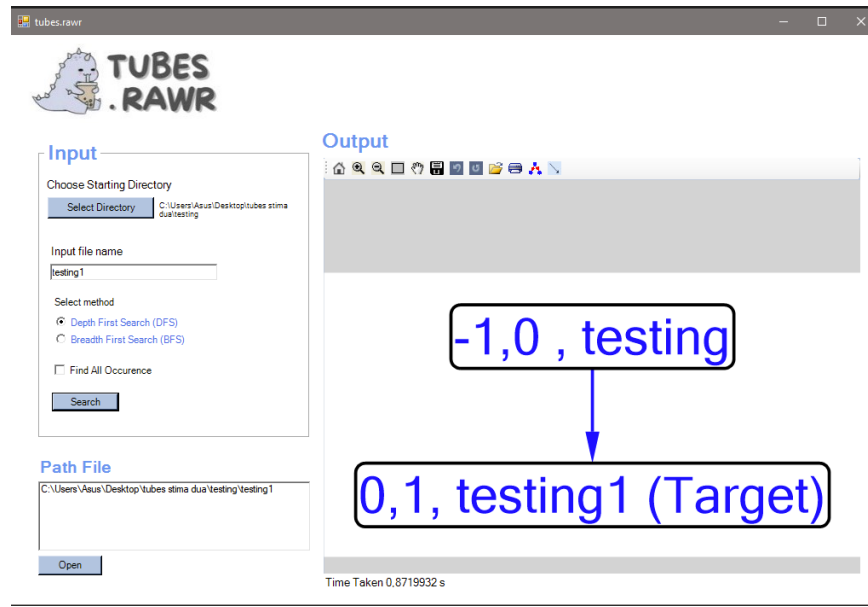 tubes.rawr
TUBES
.RAWR
Input
Choose Starting Directory
Select Directory
C:\Users\Asus\Desktop\tubes stima
dua\testing
Input file name
testing1
Select method
Depth First Search (DFS)
Breadth First Search (BFS)
Find All Occurence
Search
Path File
C:\Users\Asus\Desktop\tubes stima dua\testing\testing1
Open
Output
-1,0 , testing
0,1, testing1 (Target)
Time Taken 0,8719932 s